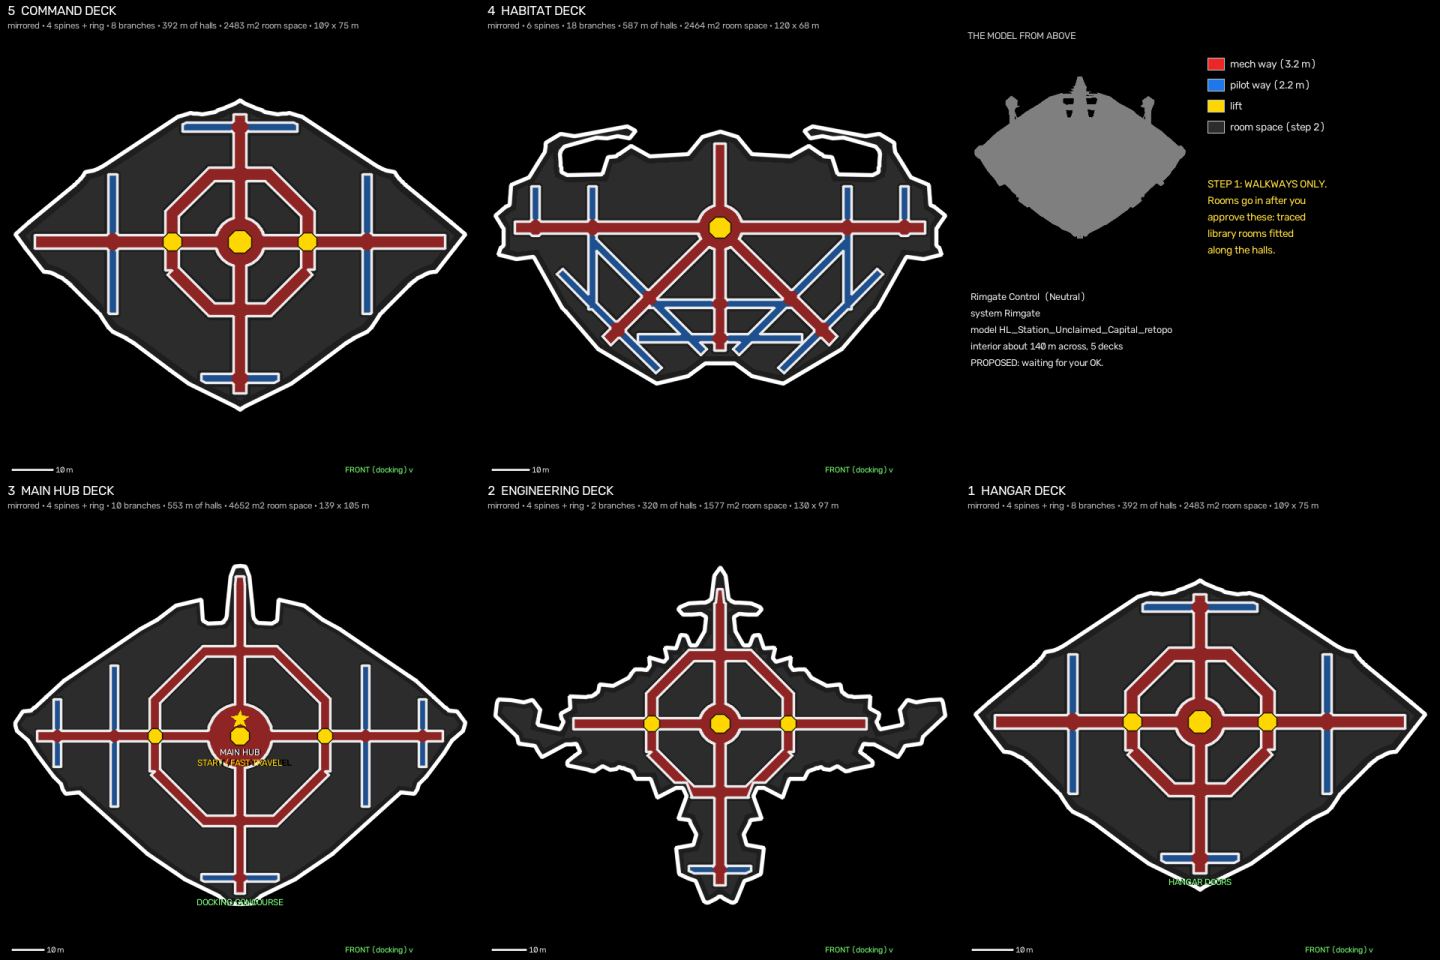 5 COMMAND DECK
mirrored • 4 spines + ring • 8 branches • 392 m of halls • 2483 m2 room space • 109 x 75 m
10 m
FRONT (docking) v
4 HABITAT DECK
mirrored • 6 spines • 18 branches • 587 m of halls • 2464 m2 room space • 120 x 68 m
10 m
FRONT (docking) v
THE MODEL FROM ABOVE
mech way (3.2 m)
pilot way (2.2 m)
lift
room space (step 2)
STEP 1: WALKWAYS ONLY.
Rooms go in after you
approve these: traced
library rooms fitted
along the halls.
Rimgate Control (Neutral)
system Rimgate
model HL_Station_Unclaimed_Capital_retopo
interior about 140 m across, 5 decks
PROPOSED: waiting for your OK.
3 MAIN HUB DECK
mirrored • 4 spines + ring • 10 branches • 553 m of halls • 4652 m2 room space • 139 x 105 m
MAIN HUB
START / FAST TRAVEL
DOCKING CONCOURSE
10 m
FRONT (docking) v
2 ENGINEERING DECK
mirrored • 4 spines + ring • 2 branches • 320 m of halls • 1577 m2 room space • 130 x 97 m
10 m
FRONT (docking) v
1 HANGAR DECK
mirrored • 4 spines + ring • 8 branches • 392 m of halls • 2483 m2 room space • 109 x 75 m
HANGAR DOORS
10 m
FRONT (docking) v